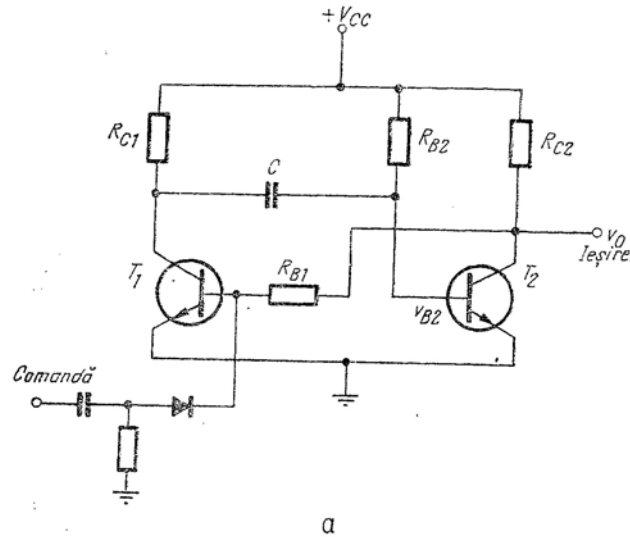 +VCC
RC1
RB2
RC2
C
vO
Ieșire
T1
RB1
T2
vB2
Comandă
a